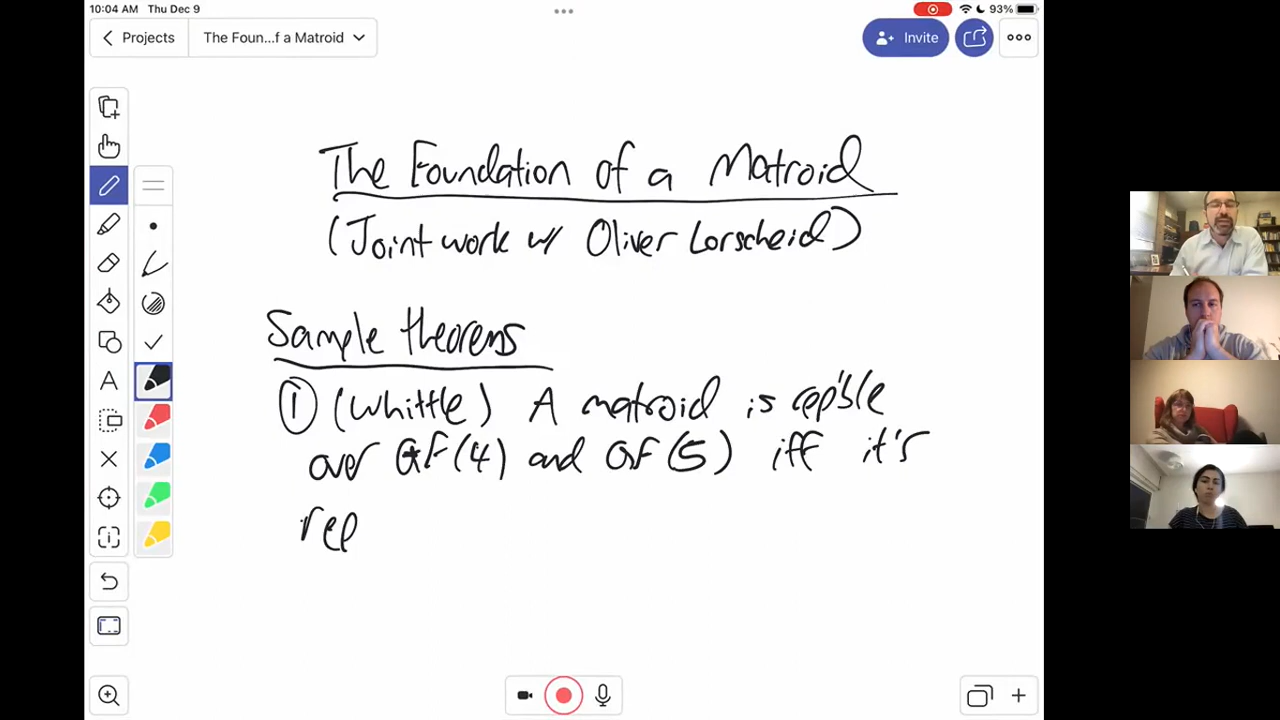 10:04 AM Thu Dec 9
93%
Projects
The Foun...f a Matroid
Invite
The Foundation of a Matroid
(Joint work w/ Oliver Lorscheid)
Sample theorems
① (Whittle) A matroid is rep'ble
over GF(4) and GF(5) iff it's
rep
A